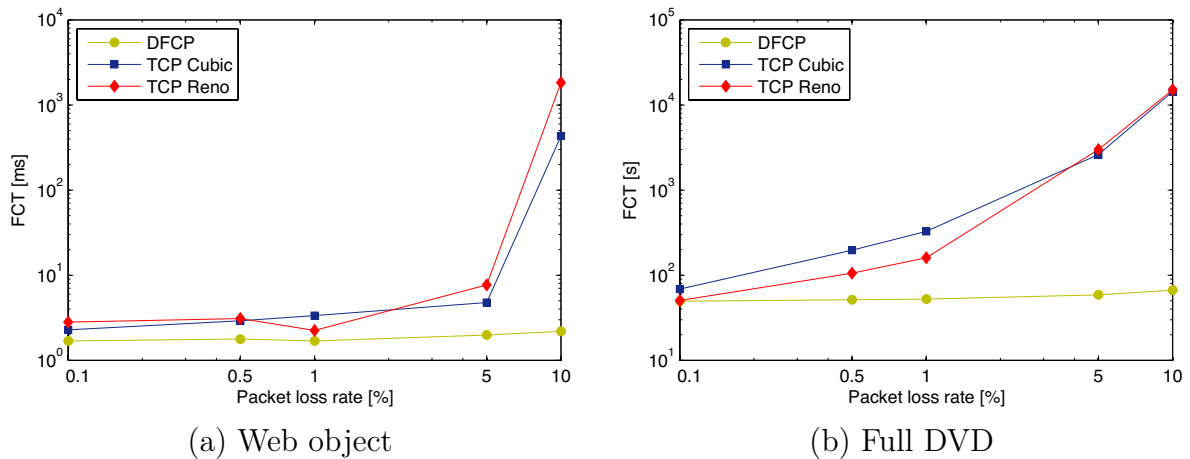 10^4
10^3
10^2
10^1
10^0
FCT [ms]
DFCP
TCP Cubic
TCP Reno
0.1 0.5 1 5 10
Packet loss rate [%]
(a) Web object
10^5
10^4
10^3
10^2
10^1
FCT [s]
DFCP
TCP Cubic
TCP Reno
0.1 0.5 1 5 10
Packet loss rate [%]
(b) Full DVD